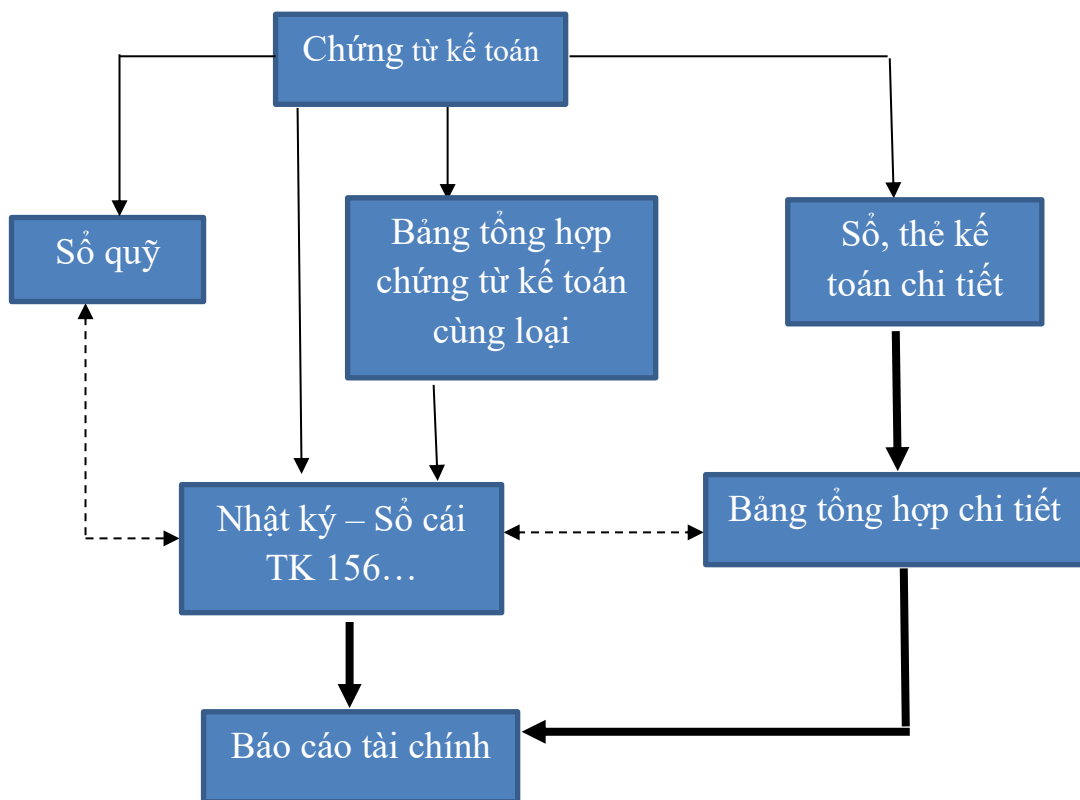 Chứng từ kế toán
Sổ quỹ
Bảng tổng hợp
chứng từ kế toán
cùng loại
Sổ, thẻ kế
toán chi tiết
Nhật ký – Sổ cái
TK 156…
Bảng tổng hợp chi tiết
Báo cáo tài chính